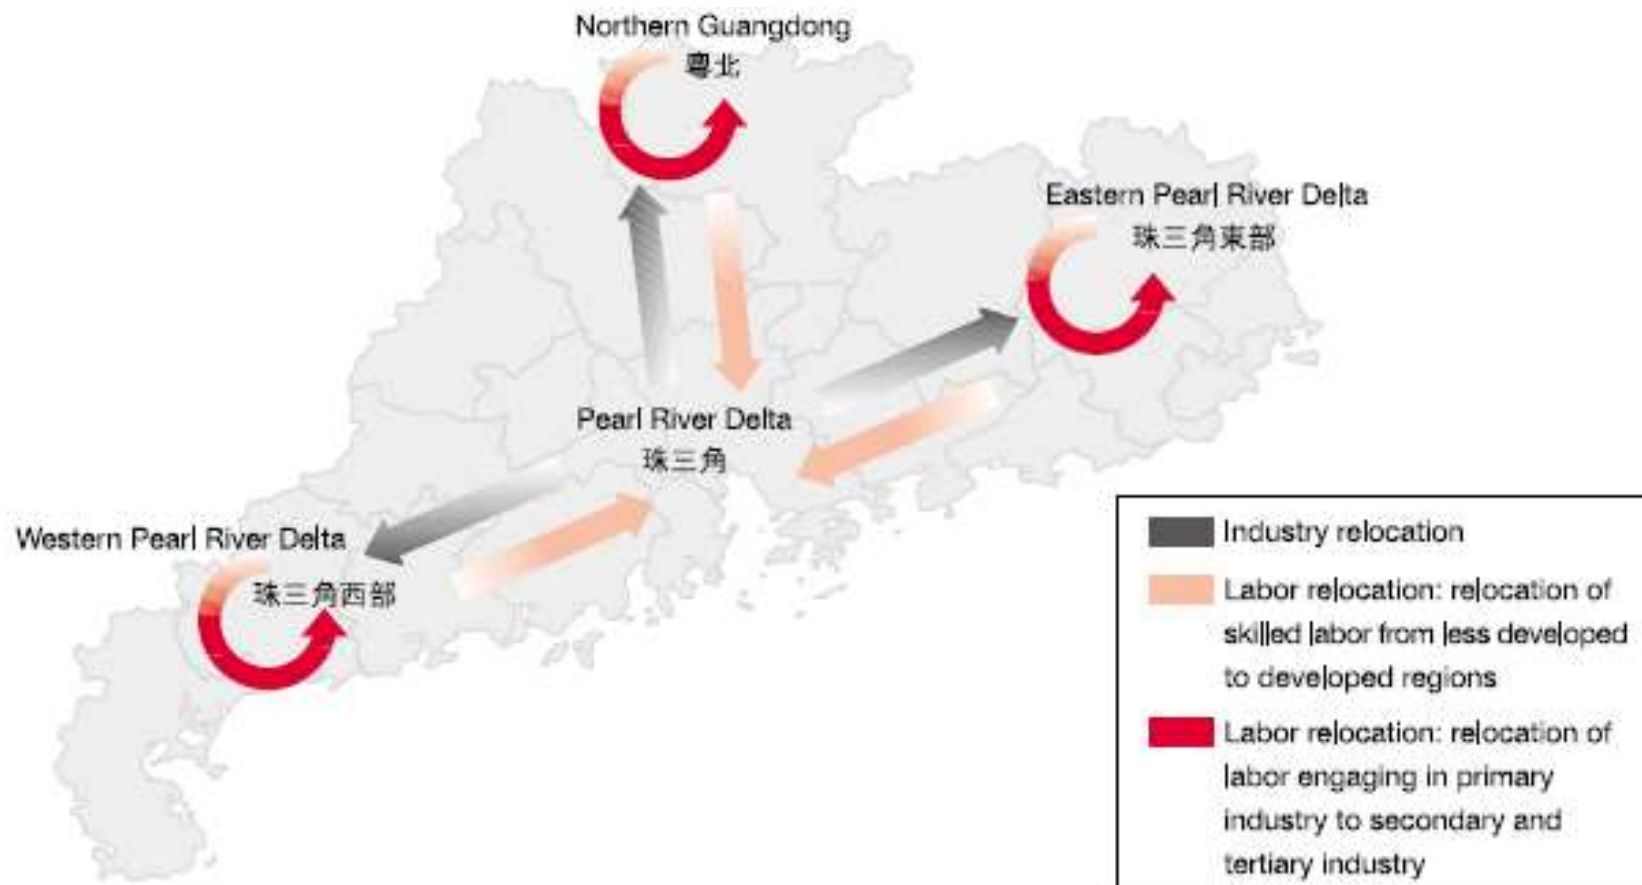 Northern Guangdong
粵北
Eastern Pearl River Delta
珠三角東部
Pearl River Delta
珠三角
Western Pearl River Delta
珠三角西部
Industry relocation
Labor relocation: relocation of
skilled labor from less developed
to developed regions
Labor relocation: relocation of
labor engaging in primary
industry to secondary and
tertiary industry